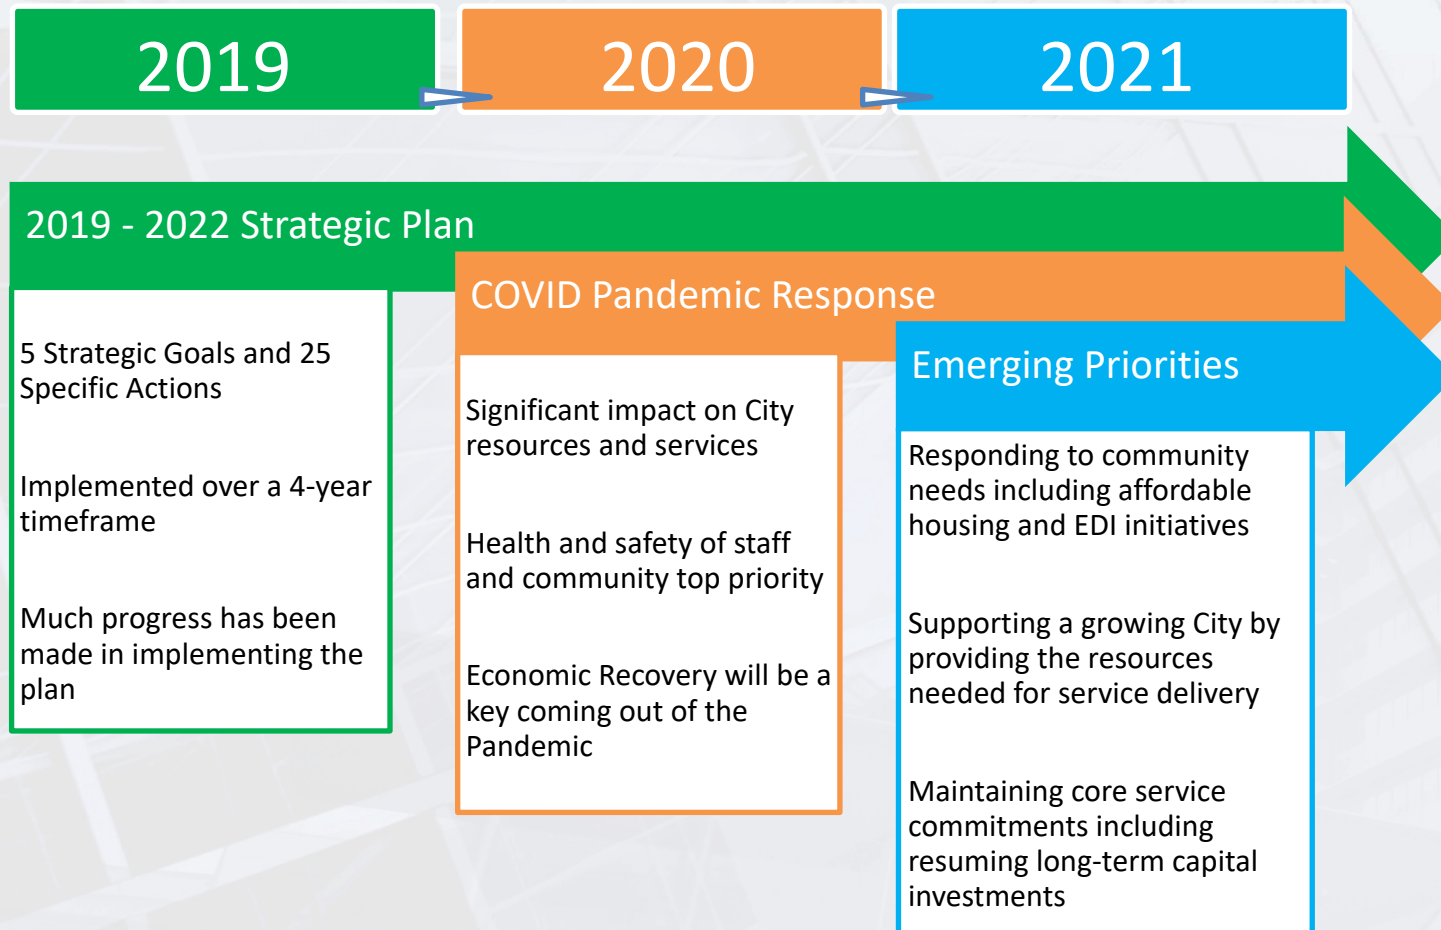 2019
2020
2021
2019 - 2022 Strategic Plan
5 Strategic Goals and 25
Specific Actions
Implemented over a 4-year
timeframe
Much progress has been
made in implementing the
plan
COVID Pandemic Response
Significant impact on City
resources and services
Health and safety of staff
and community top priority
Economic Recovery will be a
key coming out of the
Pandemic
Emerging Priorities
Responding to community
needs including affordable
housing and EDI initiatives
Supporting a growing City by
providing the resources
needed for service delivery
Maintaining core service
commitments including
resuming long-term capital
investments